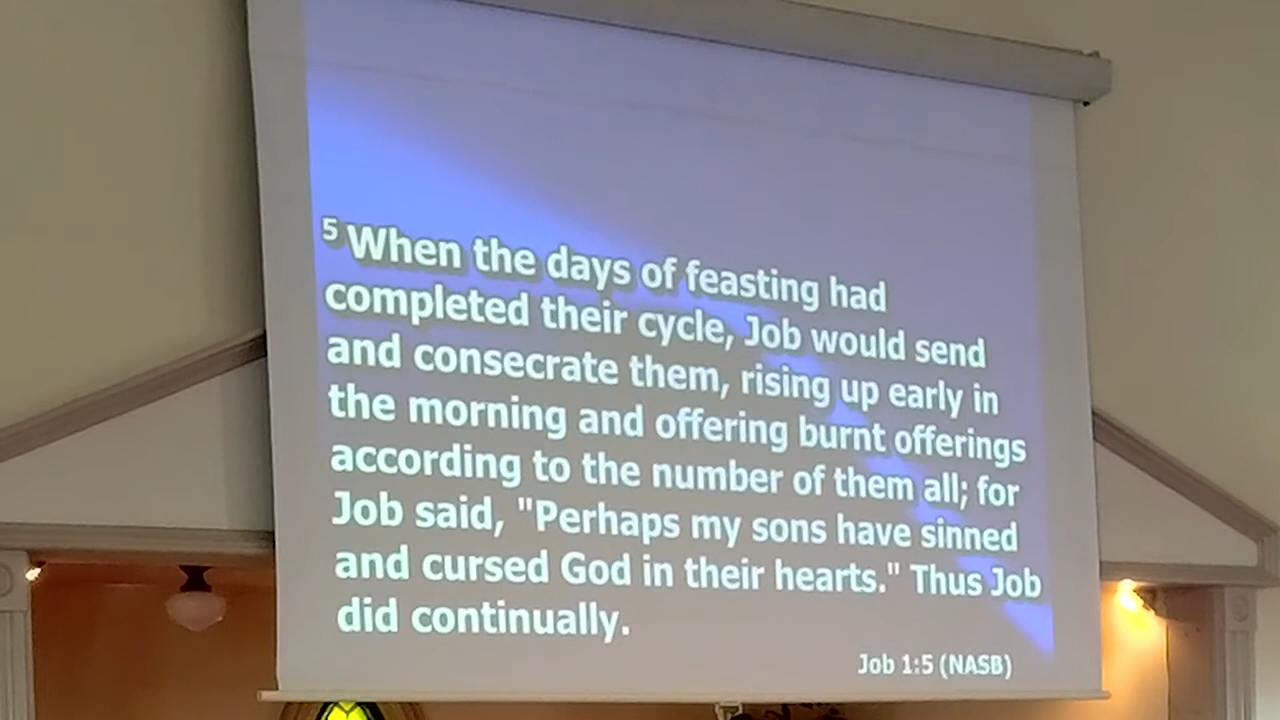 5 When the days of feasting had
completed their cycle, Job would send
and consecrate them, rising up early in
the morning and offering burnt offerings
according to the number of them all; for
Job said, "Perhaps my sons have sinned
and cursed God in their hearts." Thus Job
did continually.
Job 1:5 (NASB)